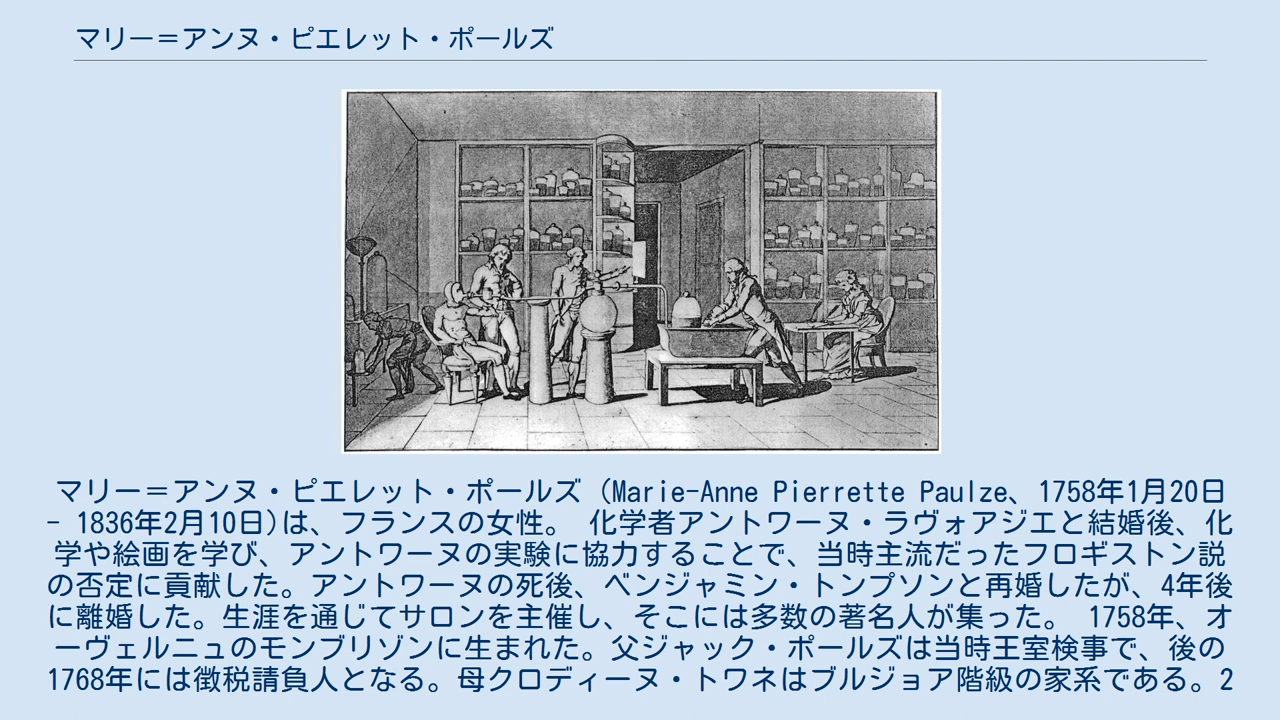 マリー＝アンヌ・ピエレット・ポールズ
マリー＝アンヌ・ピエレット・ポールズ（Marie-Anne Pierrette Paulze、1758年1月20日
- 1836年2月10日)は、フランスの女性。 化学者アントワーヌ・ラヴォアジエと結婚後、化
学や絵画を学び、アントワーヌの実験に協力することで、当時主流だったフロギストン説
の否定に貢献した。アントワーヌの死後、ベンジャミン・トンプソンと再婚したが、4年後
に離婚した。生涯を通じてサロンを主催し、そこには多数の著名人が集った。 1758年、オ
ーヴェルニュのモンブリゾンに生まれた。父ジャック・ポールズは当時王室検事で、後の
1768年には徴税請負人となる。母クロディーヌ・トワネはブルジョア階級の家系である。2